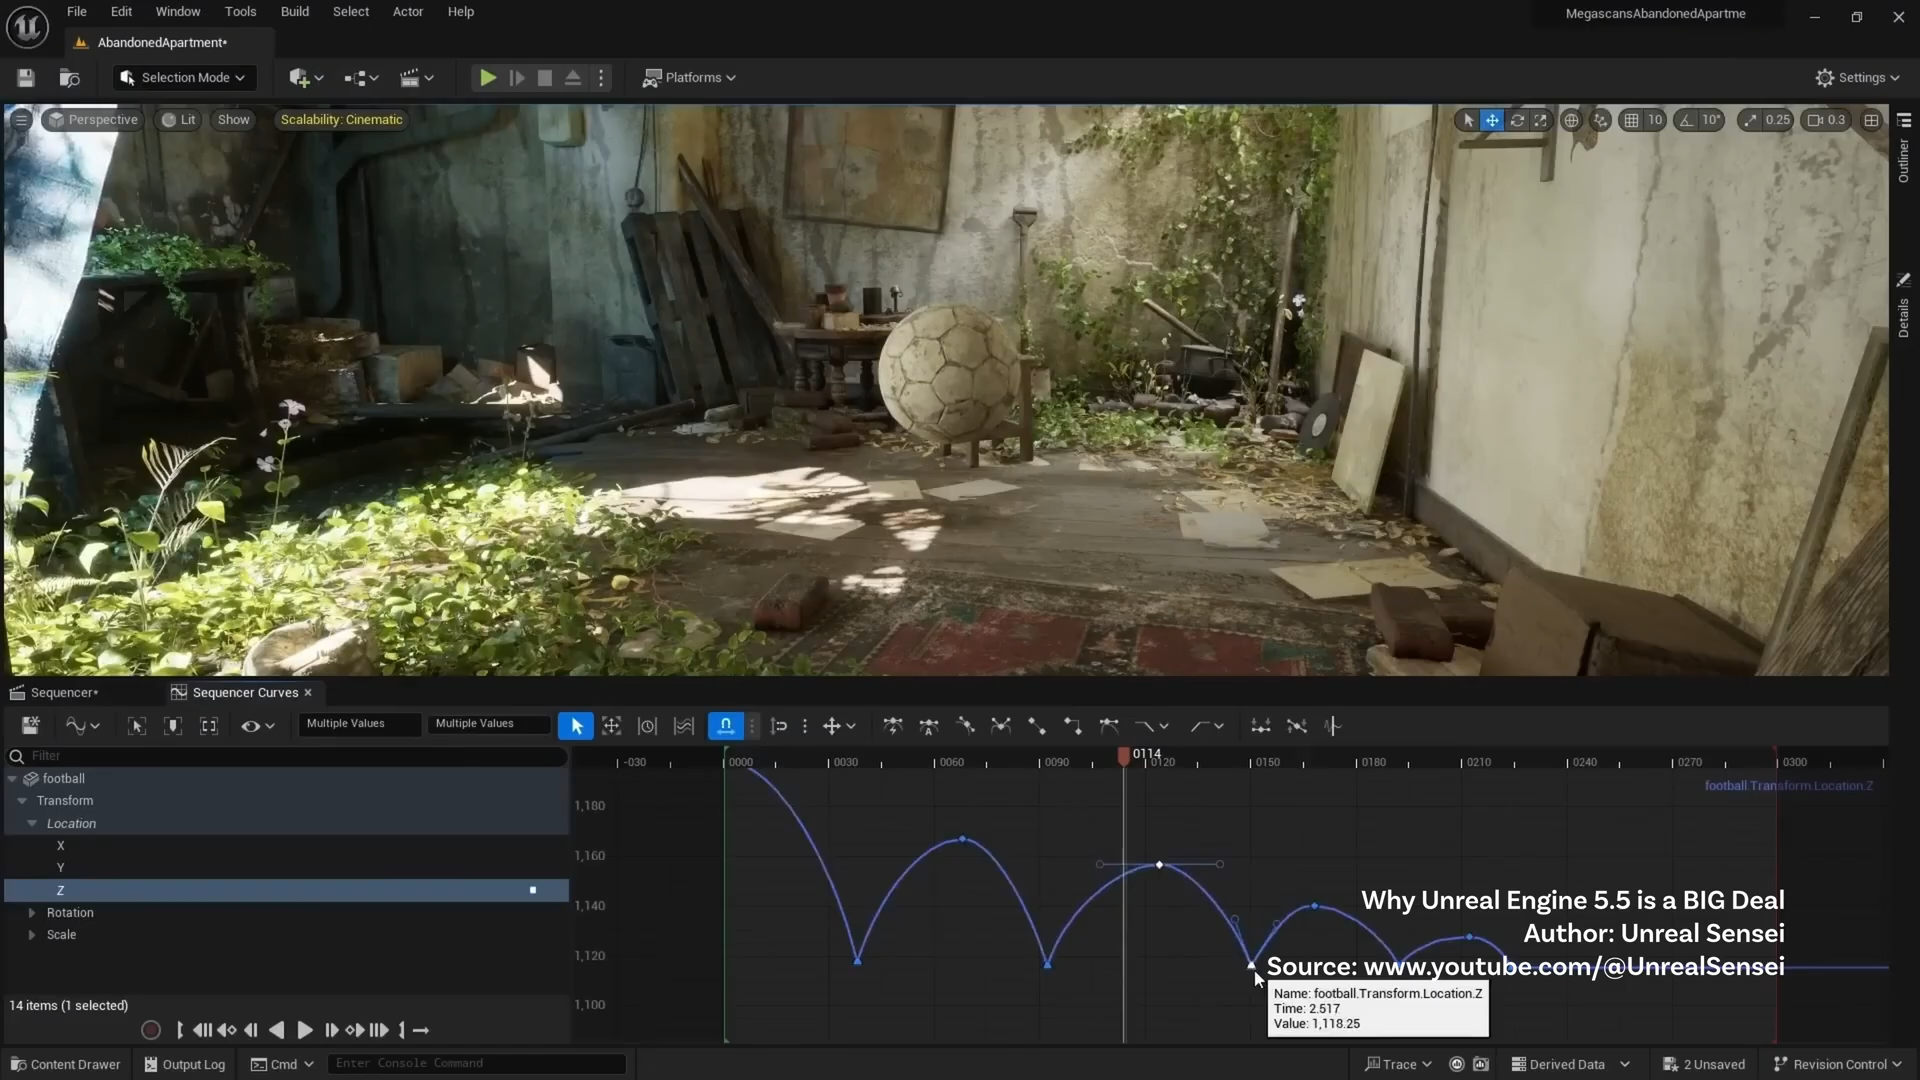 File Edit Window Tools Build Select Actor Help
MegascansAbandonedApartme
AbandonedApartment•
Selection Mode
Platforms
Settings
Perspective Lit Show Scalability: Cinematic
10 10° 0.25 0.3
Outliner
Details
Sequencer•
Sequencer Curves
Multiple Values Multiple Values
Filter
football
Transform
Location
X
Y
Z
Rotation
Scale
14 items (1 selected)
0114
-030 0000 0030 0060 0090 0120 0150 0180 0210 0240 0270 0300
football.Transform.Location.Z
1,180
1,160
1,140
1,120
1,100
Why Unreal Engine 5.5 is a BIG Deal
Author: Unreal Sensei
Source: www.youtube.com/@UnrealSensei
Name: football.Transform.Location.Z
Time: 2.517
Value: 1,118.25
Content Drawer Output Log Cmd Enter Console Command
Trace Derived Data 2 Unsaved Revision Control